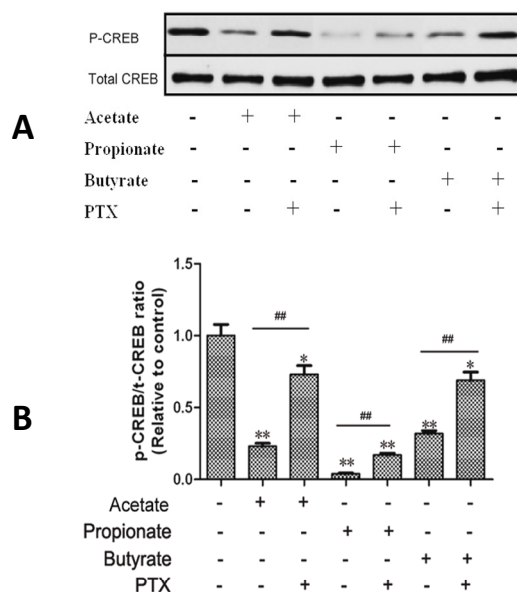 P-CREB
Total CREB
A
Acetate - + + - - - -
Propionate - - - + + - -
Butyrate - - - - - + +
PTX - - + - + - +
B
p-CREB/t-CREB ratio
(Relative to control)
1.5
1.0
0.5
0.0
##
##
##
** * ** ** ** *
Acetate - + + - - - -
Propionate - - - + + - -
Butyrate - - - - - + +
PTX - - + - + - +